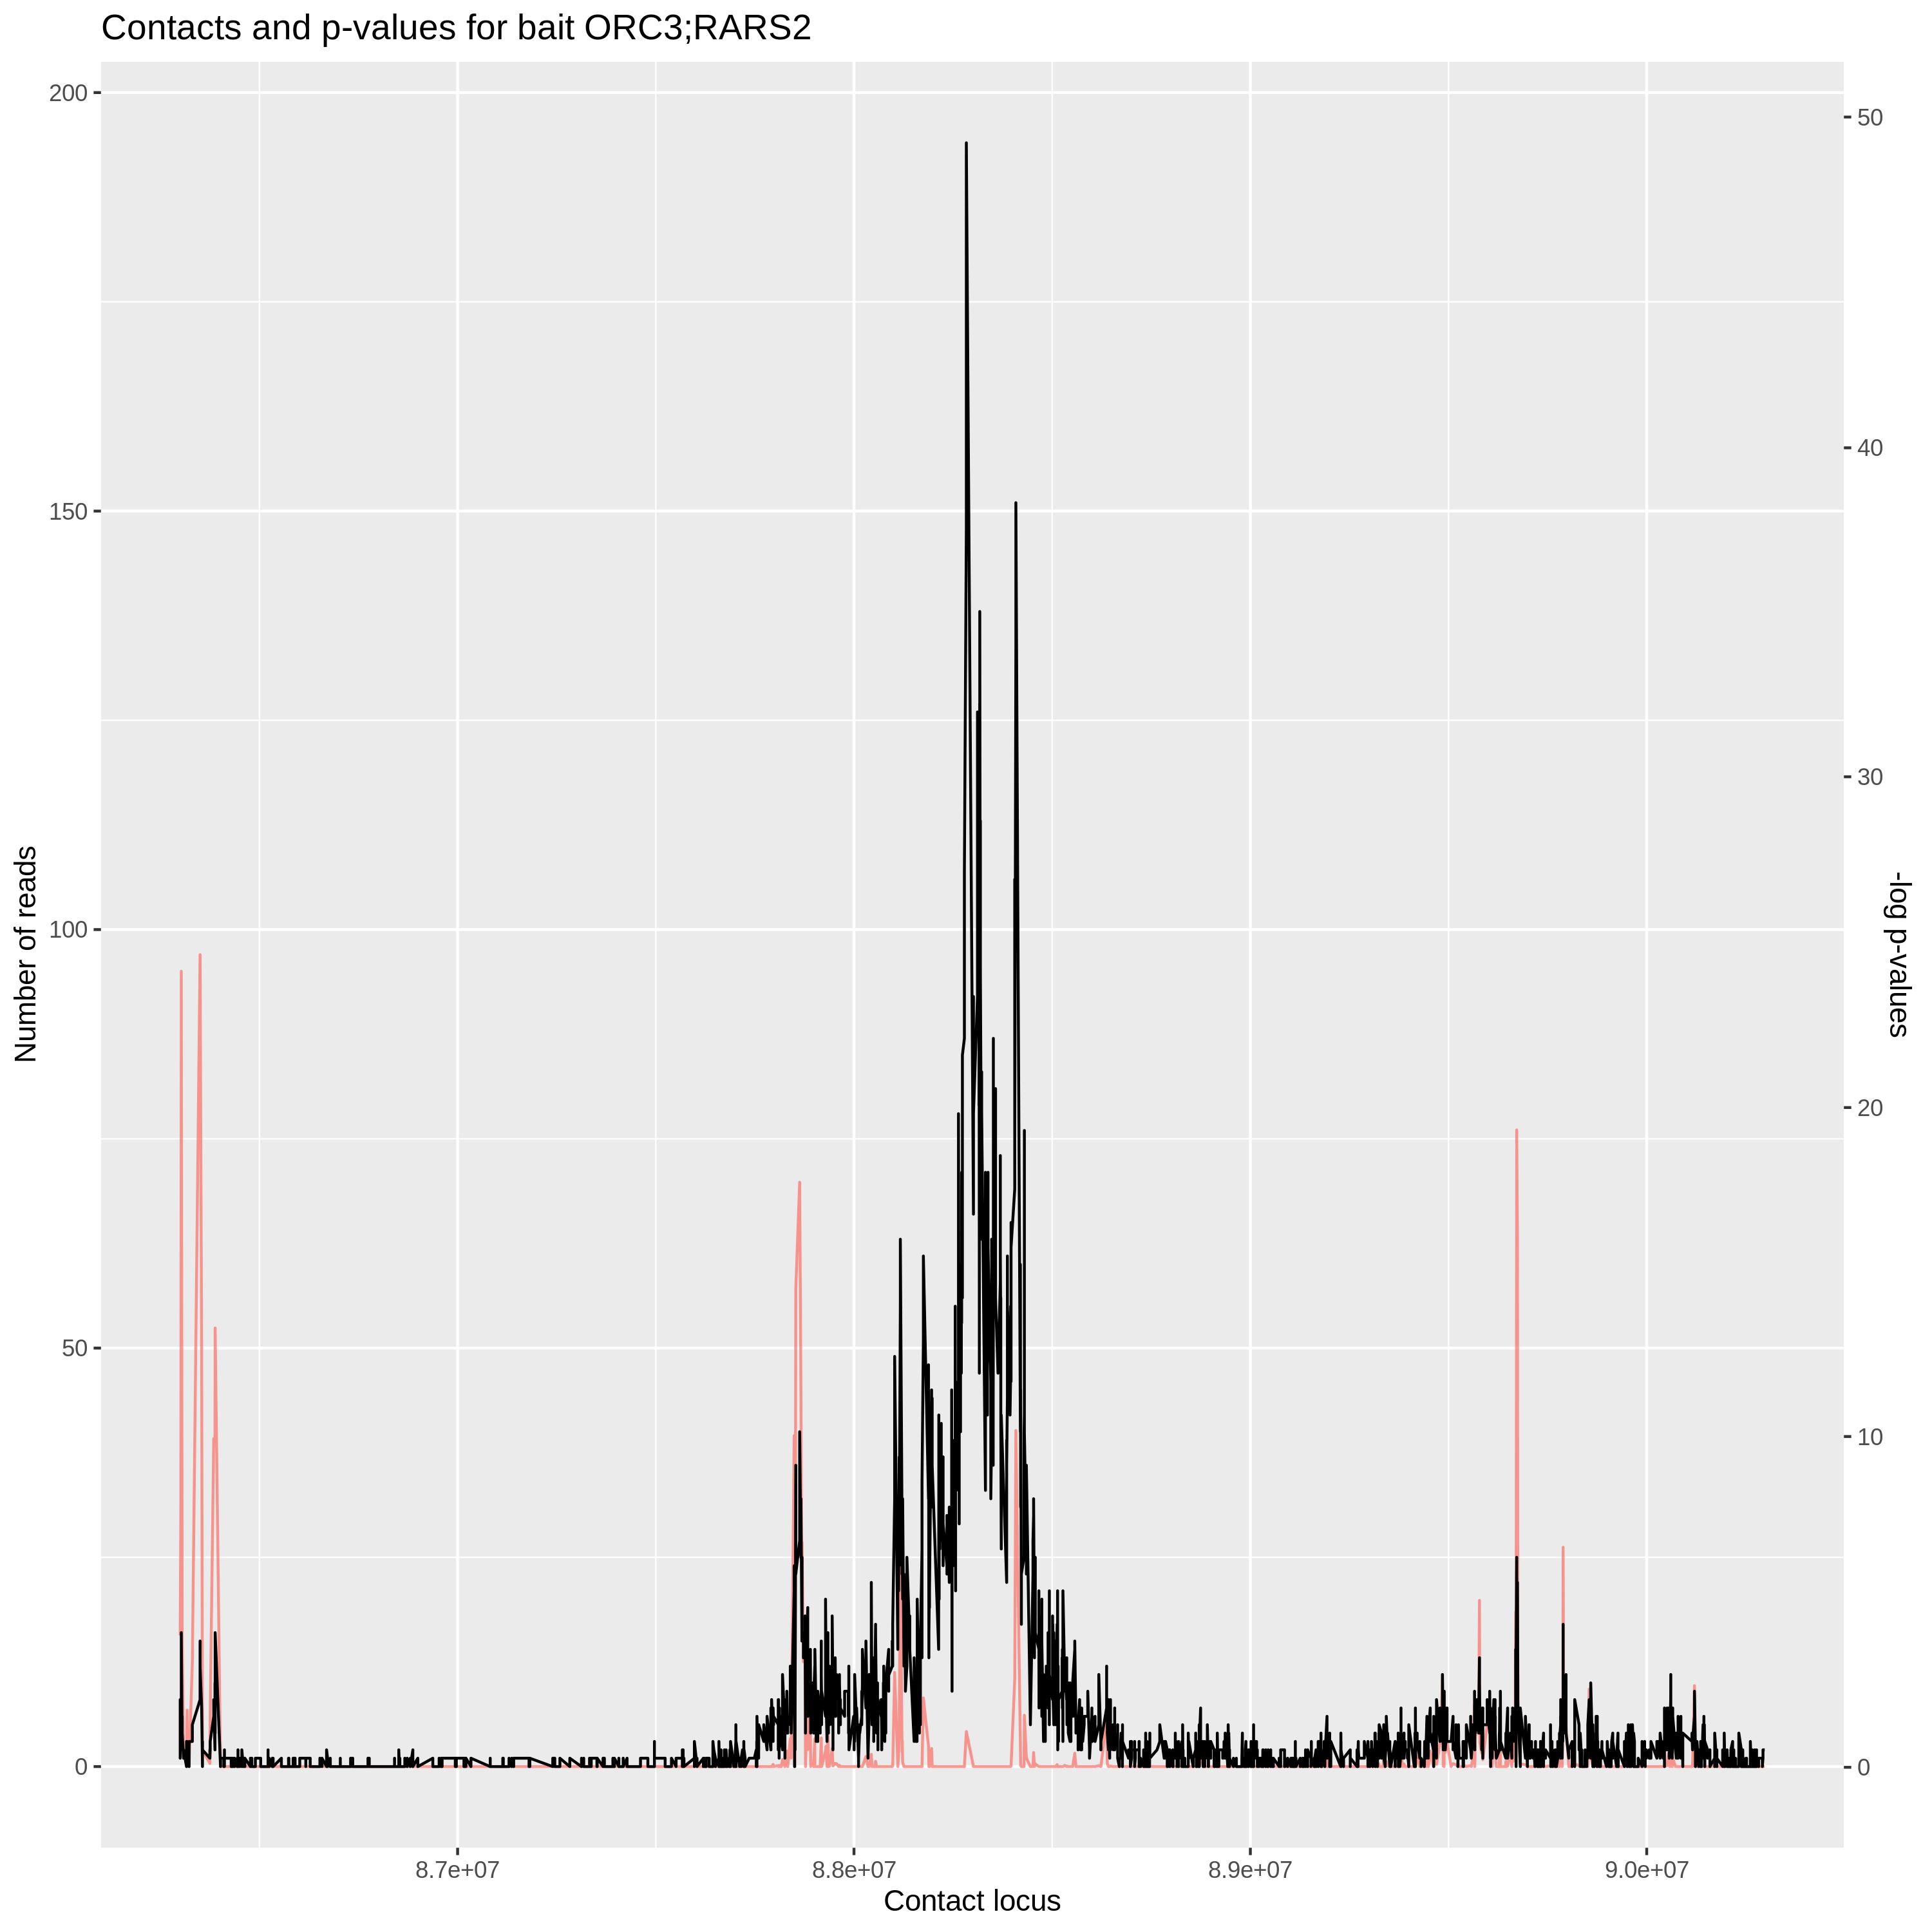 Contacts and p-values for bait ORC3;RARS2
200
150
100
50
0
Number of reads
50
40
30
20
10
0
-log p-values
8.7e+07
8.8e+07
8.9e+07
9.0e+07
Contact locus